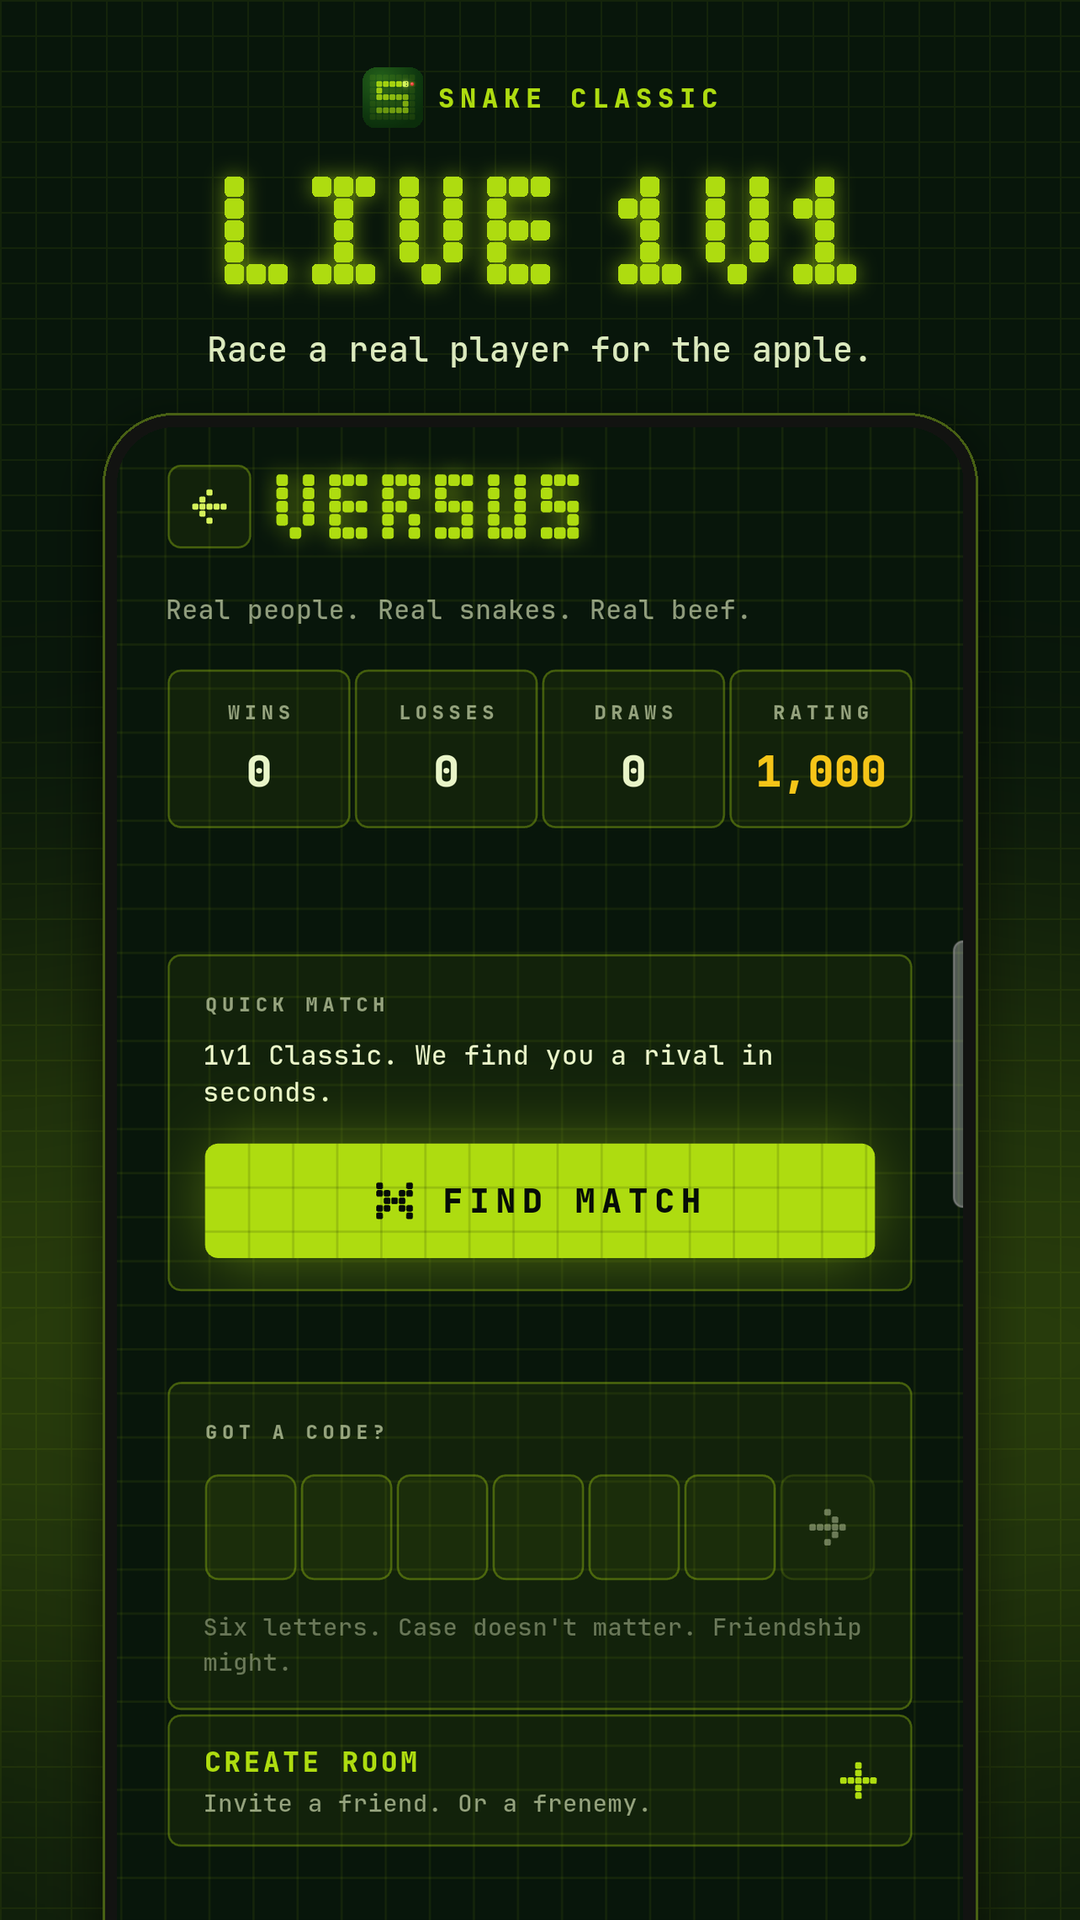 SNAKE CLASSIC
LIVE 1V1
Race a real player for the apple.
VERSUS
Real people. Real snakes. Real beef.
WINS LOSSES DRAWS RATING
0 0 0 1,000
QUICK MATCH
1v1 Classic. We find you a rival in
seconds.
FIND MATCH
GOT A CODE?
Six letters. Case doesn't matter. Friendship
might.
CREATE ROOM
Invite a friend. Or a frenemy.